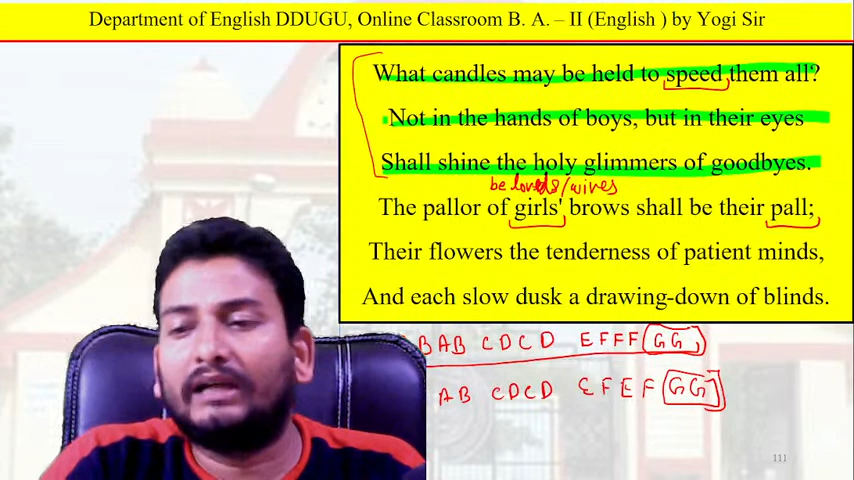 Department of English DDUGU, Online Classroom B. A. – II (English ) by Yogi Sir
What candles may be held to speed them all?
Not in the hands of boys, but in their eyes
Shall shine the holy glimmers of goodbyes.
beloveds/wives
The pallor of girls' brows shall be their pall;
Their flowers the tenderness of patient minds,
And each slow dusk a drawing-down of blinds.
BAB CDCD EFFF GG
AB CDCD EFEF GG
111